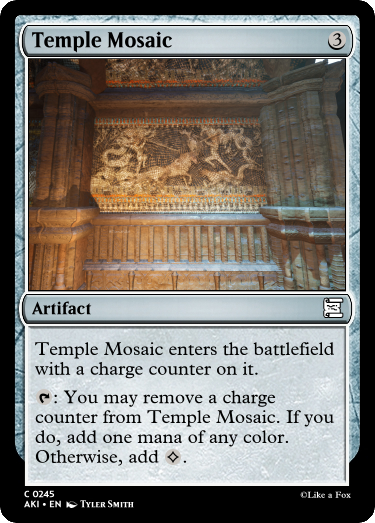 Temple Mosaic 3
Artifact
Temple Mosaic enters the battlefield
with a charge counter on it.
: You may remove a charge
counter from Temple Mosaic. If you
do, add one mana of any color.
Otherwise, add .
C 0245
AKI • EN Tyler Smith
©Like a Fox